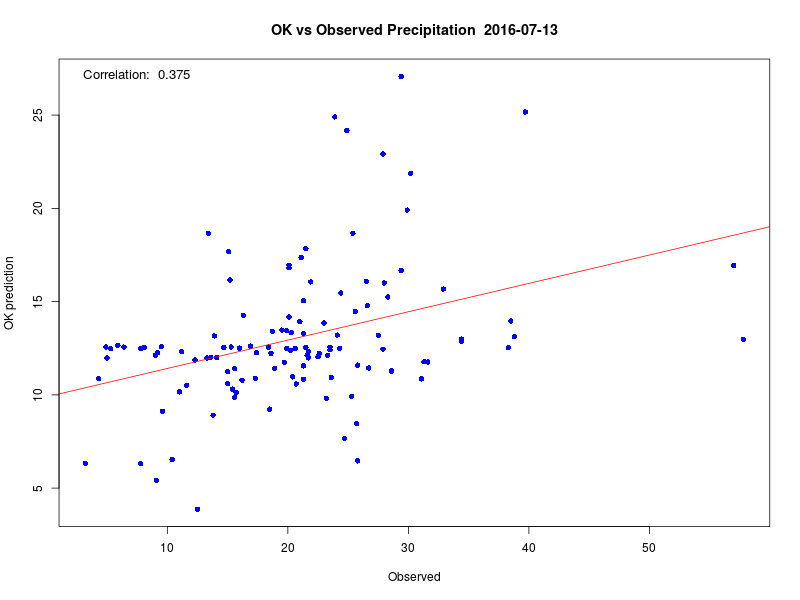 OK vs Observed Precipitation  2016-07-13
Correlation:  0.375
25
20
15
10
5
OK prediction
10 20 30 40 50
Observed